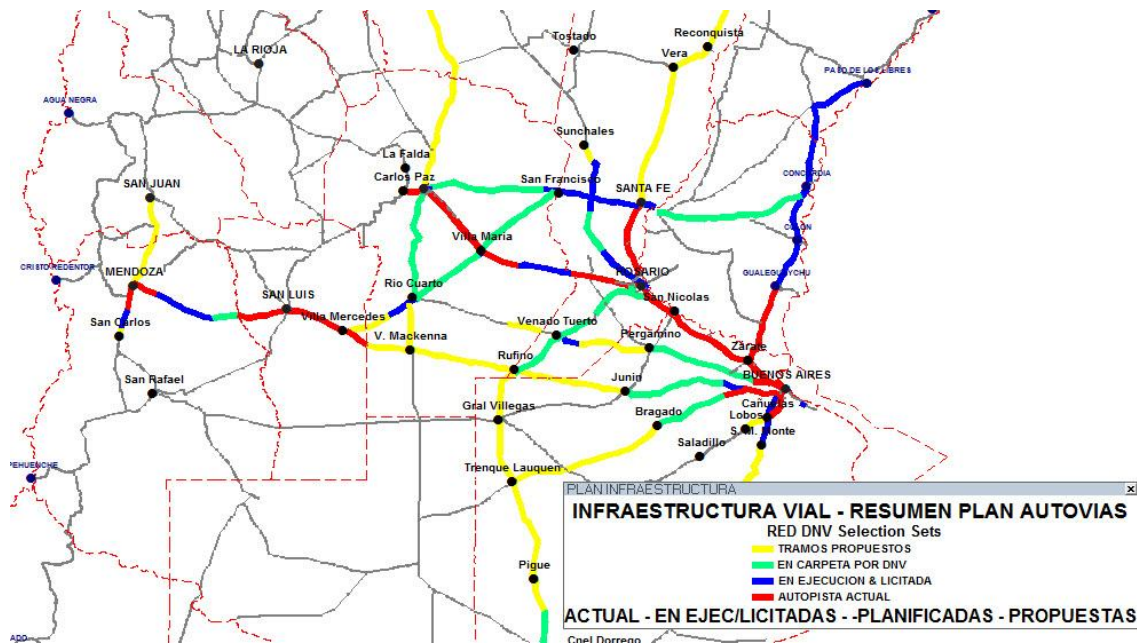 Tostado
Reconquista
LA RIOJA
Vera
PASO DE LOS LIBRES
AGUA NEGRA
Sunchales
La Falda
Carlos Paz
San Francisco
CONCORDIA
SAN JUAN
SANTA FE
Villa Maria
COLON
CRISTO REDENTOR
MENDOZA
ROSARIO
GUALEGUAYCHU
Rio Cuarto
SAN LUIS
San Nicolas
San Carlos
Villa Mercedes
Venado Tuerto
Pergamino
V. Mackenna
Zarate
Rufino
BUENOS AIRES
San Rafael
Junin
Cañuelas
Gral Villegas
Bragado
Lobos
S. M. Monte
Saladillo
PEHUENCHE
Trenque Lauquen
PLAN INFRAESTRUCTURA
INFRAESTRUCTURA VIAL - RESUMEN PLAN AUTOVIAS
RED DNV Selection Sets
TRAMOS PROPUESTOS
EN CARPETA POR DNV
EN EJECUCION & LICITADA
AUTOPISTA ACTUAL
ACTUAL - EN EJEC/LICITADAS - -PLANIFICADAS - PROPUESTAS
Pigue
ADO
Cnel Dorrego